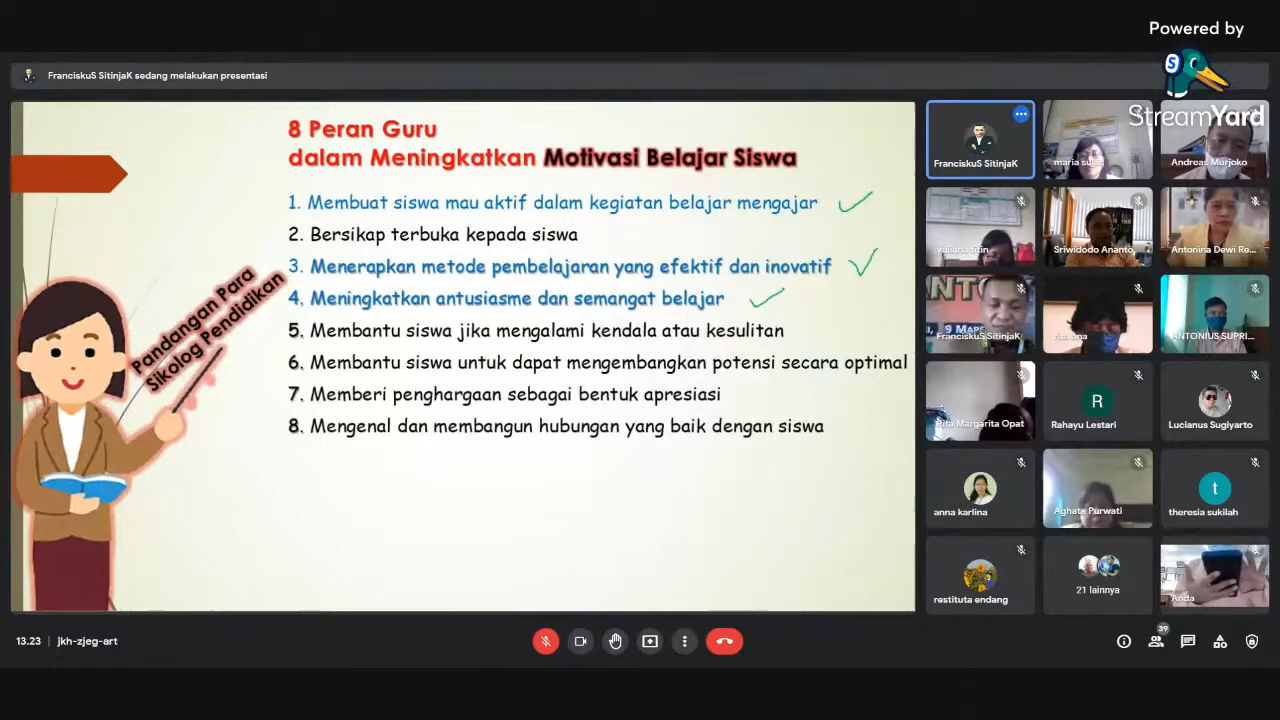 Powered by
StreamYard
FranciskuS SitinjaK sedang melakukan presentasi
8 Peran Guru
dalam Meningkatkan Motivasi Belajar Siswa
1. Membuat siswa mau aktif dalam kegiatan belajar mengajar
2. Bersikap terbuka kepada siswa
3. Menerapkan metode pembelajaran yang efektif dan inovatif
4. Meningkatkan antusiasme dan semangat belajar
5. Membantu siswa jika mengalami kendala atau kesulitan
6. Membantu siswa untuk dapat mengembangkan potensi secara optimal
7. Memberi penghargaan sebagai bentuk apresiasi
8. Mengenal dan membangun hubungan yang baik dengan siswa
Pandangan Para
Sikolog Pendidikan
FranciskuS SitinjaK
maria
Andreas Murjoko
yuliana titin
Sriwidodo Ananto,
Antonina Dewi Re...
FranciskuS SitinjaK
ANTONIUS SUPRI...
Rita Margarita Opat
R
Rahayu Lestari
Lucianus Sugiyarto
anna karlina
Aghata Purwati
t
theresia sukilah
restituta endang
21 lainnya
Anda
13.23
jkh-zjeg-art
39